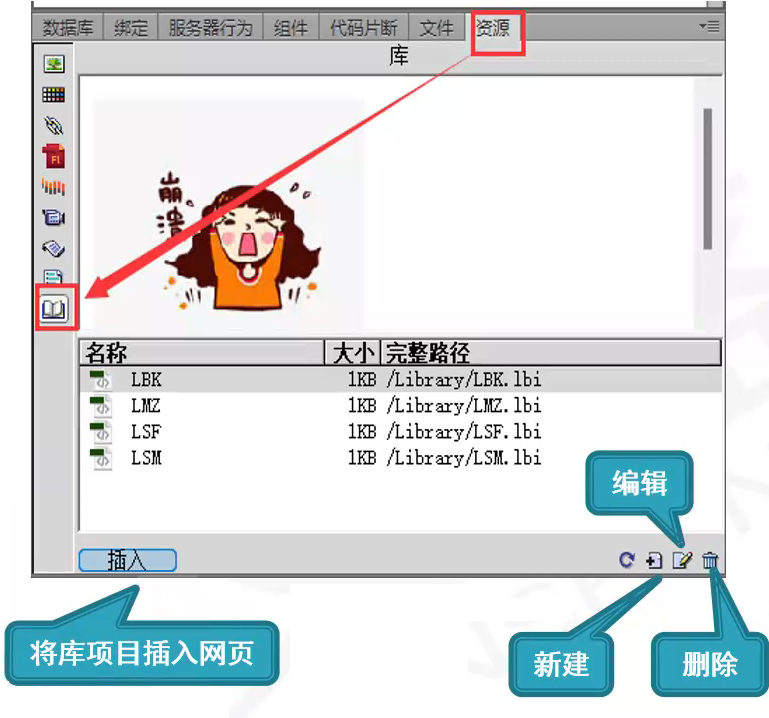 数据库 绑定 服务器行为 组件 代码片断 文件 资源
库
崩
溃
名称 大小 完整路径
LBK 1KB /Library/LBK.lbi
LMZ 1KB /Library/LMZ.lbi
LSF 1KB /Library/LSF.lbi
LSM 1KB /Library/LSM.lbi
编辑
插入
将库项目插入网页
新建
删除